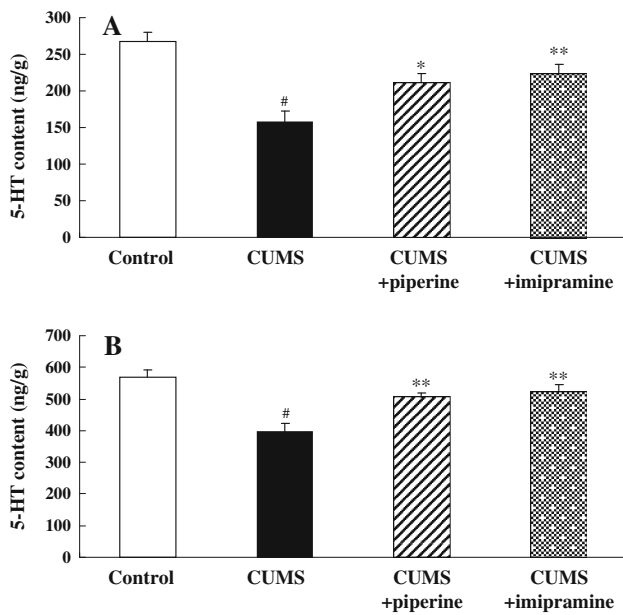 A
5-HT content (ng/g)
300
250
200
150
100
50
0
#
*
**
Control
CUMS
CUMS
+piperine
CUMS
+imipramine
B
5-HT content (ng/g)
700
600
500
400
300
200
100
0
#
**
**
Control
CUMS
CUMS
+piperine
CUMS
+imipramine